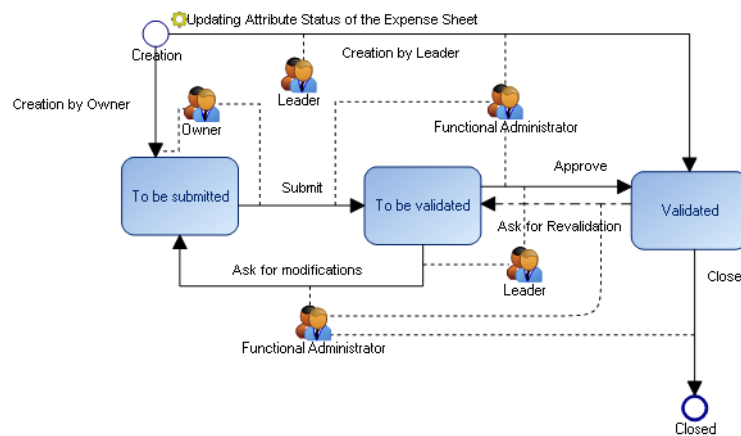 Updating Attribute Status of the Expense Sheet
Creation
Creation by Leader
Leader
Creation by Owner
Owner
Functional Administrator
To be submitted
Submit
To be validated
Approve
Validated
Ask for Revalidation
Ask for modifications
Leader
Close
Functional Administrator
Closed